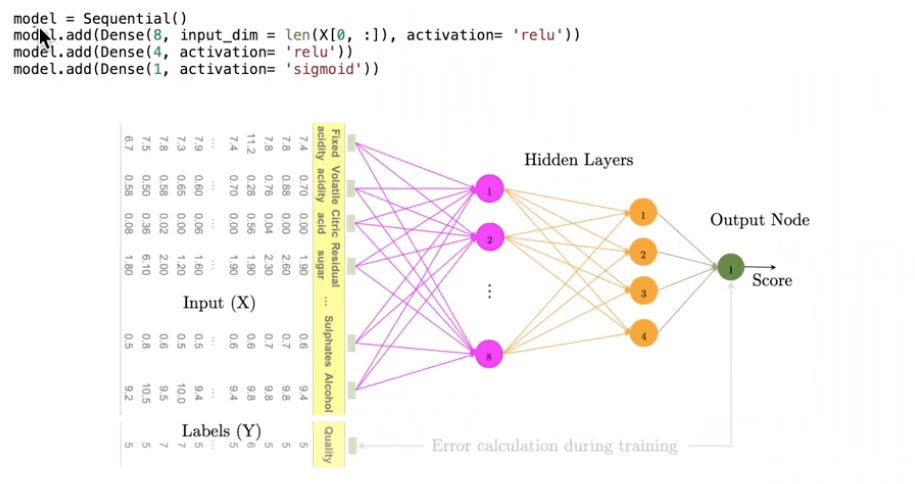 model = Sequential()
model.add(Dense(8, input_dim = len(X[0, :]), activation= 'relu'))
model.add(Dense(4, activation= 'relu'))
model.add(Dense(1, activation= 'sigmoid'))
Fixed acidity Volatile acidity Citric acid Residual sugar ... Sulphates Alcohol Quality
7.4 0.70 0.00 1.90 0.6 9.4 5
7.8 0.88 0.00 2.60 0.7 9.8 5
7.8 0.76 0.04 2.30 0.7 9.8 5
11.2 0.28 0.56 1.90 0.6 9.8 6
7.4 0.70 0.00 1.90 0.6 9.4 5
... ... ... ... ... ...
7.9 0.60 0.06 1.60 0.5 9.4 5
7.3 0.65 0.00 1.20 0.5 10.0 7
7.8 0.58 0.02 2.00 0.6 9.5 7
7.5 0.50 0.36 6.10 0.8 10.5 5
6.7 0.58 0.08 1.80 0.5 9.2 5
Input (X)
Labels (Y)
Hidden Layers
1
2
⋮
8
1
2
3
4
Output Node
1
Score
Error calculation during training